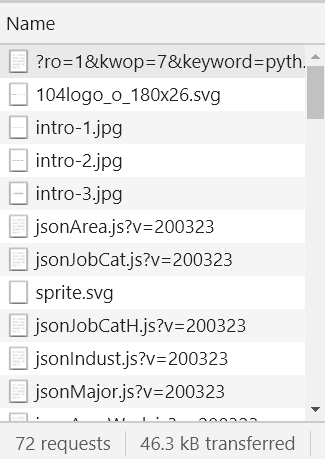 Name
?ro=1&kwop=7&keyword=pyth.
104logo_o_180x26.svg
intro-1.jpg
intro-2.jpg
intro-3.jpg
jsonArea.js?v=200323
jsonJobCat.js?v=200323
sprite.svg
jsonJobCatH.js?v=200323
jsonIndust.js?v=200323
jsonMajor.js?v=200323
72 requests
46.3 kB transferred